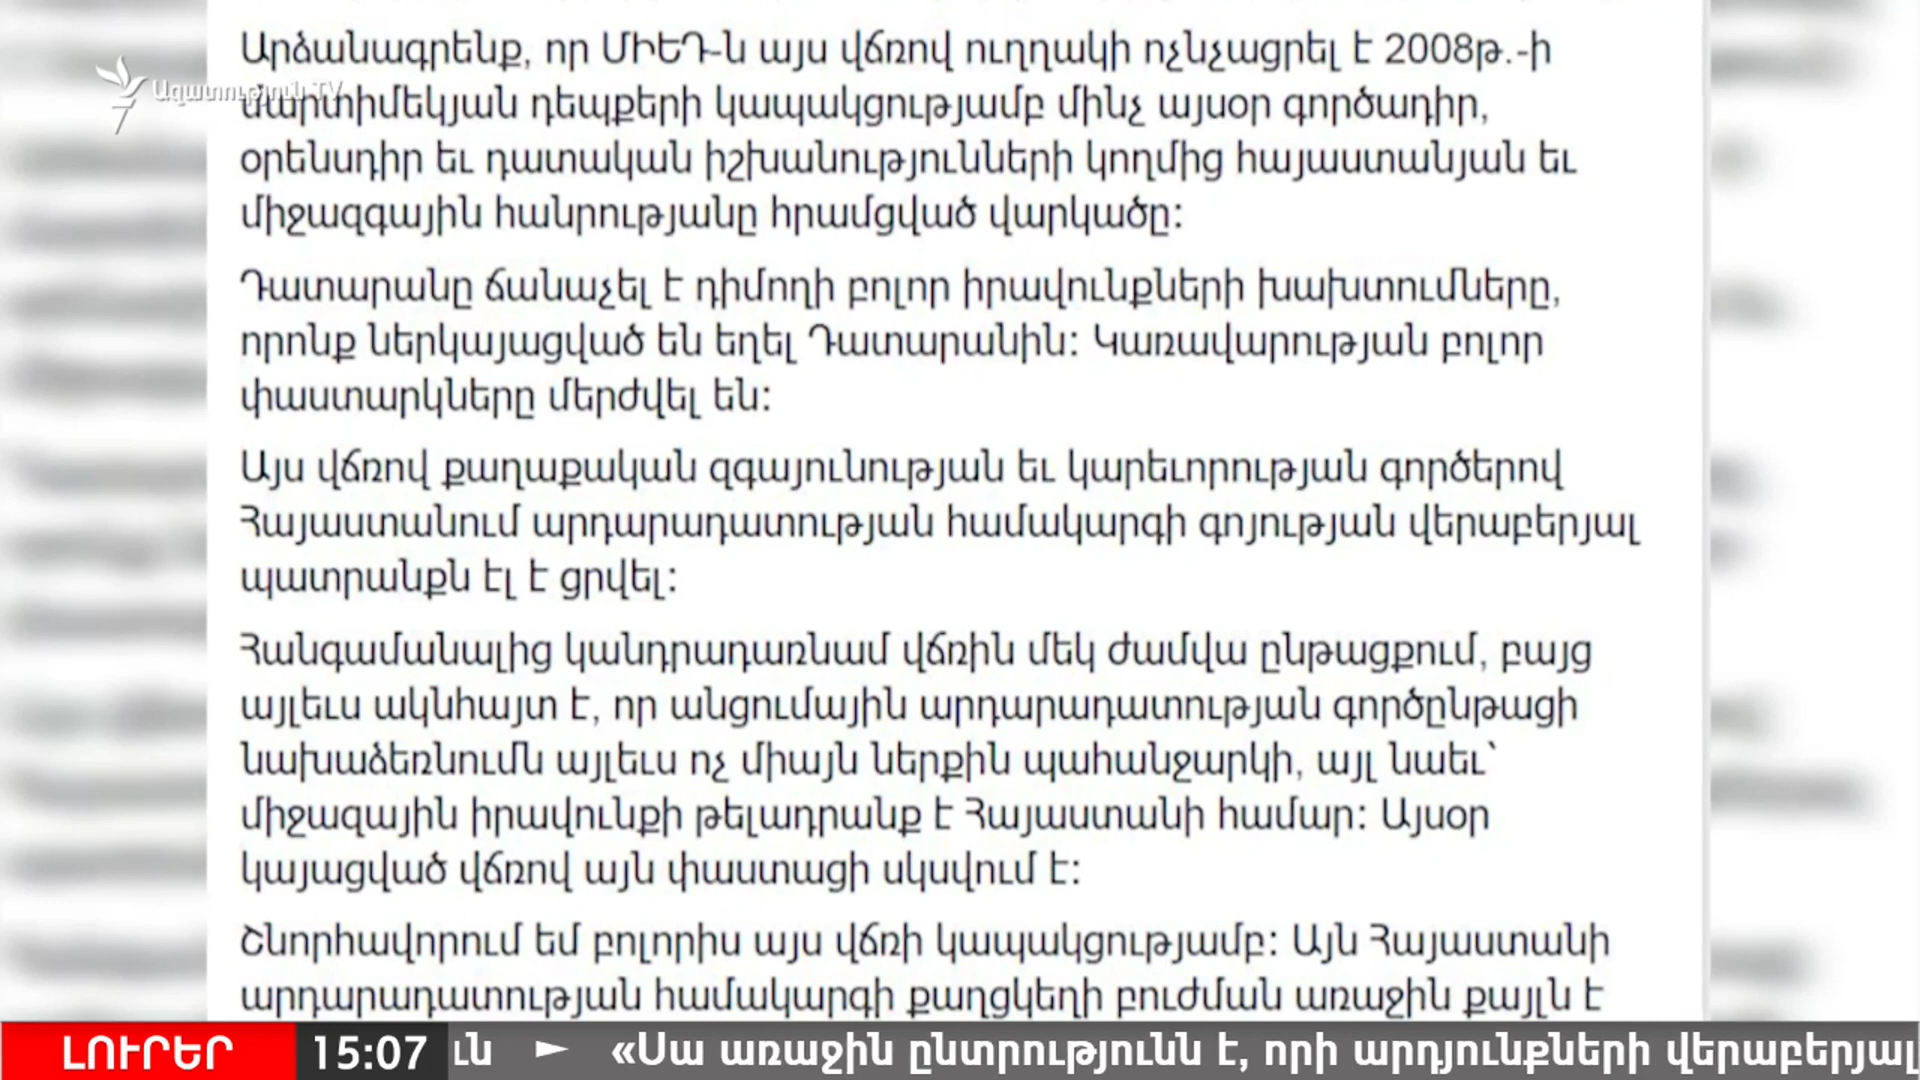 Արձանագրենք, որ ՄԻԵԴ-ն այս վճռով ուղղակի ոչնչացրել է 2008թ.-ի
Ազատություն TV
մարտիմեկյան դեպքերի կապակցությամբ մինչ այսօր գործադիր,
օրենսդիր եւ դատական իշխանությունների կողմից հայաստանյան եւ
միջազգային հանրությանը հրամցված վարկածը:
Դատարանը ճանաչել է դիմողի բոլոր իրավունքների խախտումները,
որոնք ներկայացված են եղել Դատարանին: Կառավարության բոլոր
փաստարկները մերժվել են:
Այս վճռով քաղաքական զգայունության եւ կարեւորության գործերով
Հայաստանում արդարադատության համակարգի գոյության վերաբերյալ
պատրանքն էլ է ցրվել:
Հանգամանալից կանդրադառնամ վճռին մեկ ժամվա ընթացքում, բայց
այլեւս ակնհայտ է, որ անցումային արդարադատության գործընթացի
նախաձեռնումն այլեւս ոչ միայն ներքին պահանջարկի, այլ նաեւ՝
միջազային իրավունքի թելադրանք է Հայաստանի համար: Այսօր
կայացված վճռով այն փաստացի սկսվում է:
Շնորհավորում եմ բոլորիս այս վճռի կապակցությամբ: Այն Հայաստանի
արդարադատության համակարգի քաղցկեղի բուժման առաջին քայլն է
ԼՈՒՐԵՐ 15:07 ւն ► «Սա առաջին ընտրությունն է, որի արդյունքների վերաբերյալ